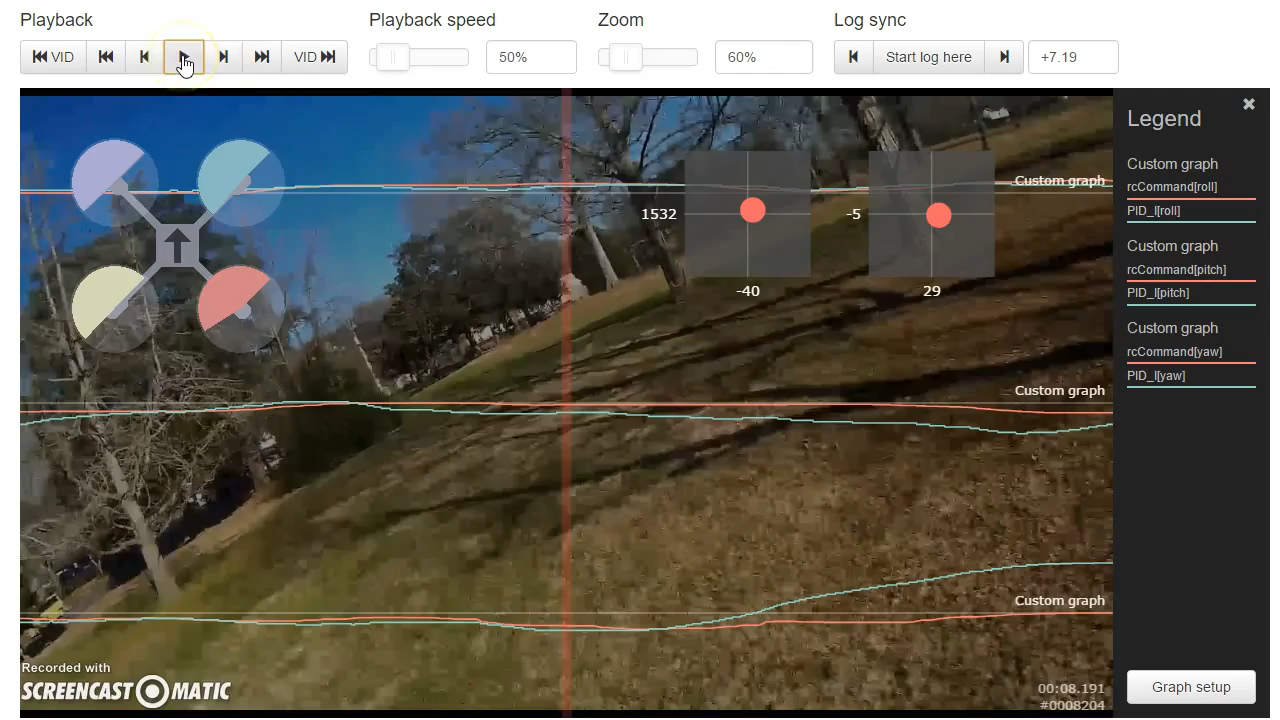 Playback
Playback speed
Zoom
Log sync
VID
VID
50%
60%
Start log here
+7.19
Legend
Custom graph
rcCommand[roll]
PID_I[roll]
Custom graph
rcCommand[pitch]
PID_I[pitch]
Custom graph
rcCommand[yaw]
PID_I[yaw]
Custom graph
1532
-5
-40
29
Custom graph
Custom graph
Recorded with
SCREENCAST MATIC
00:08.191
#0008204
Graph setup